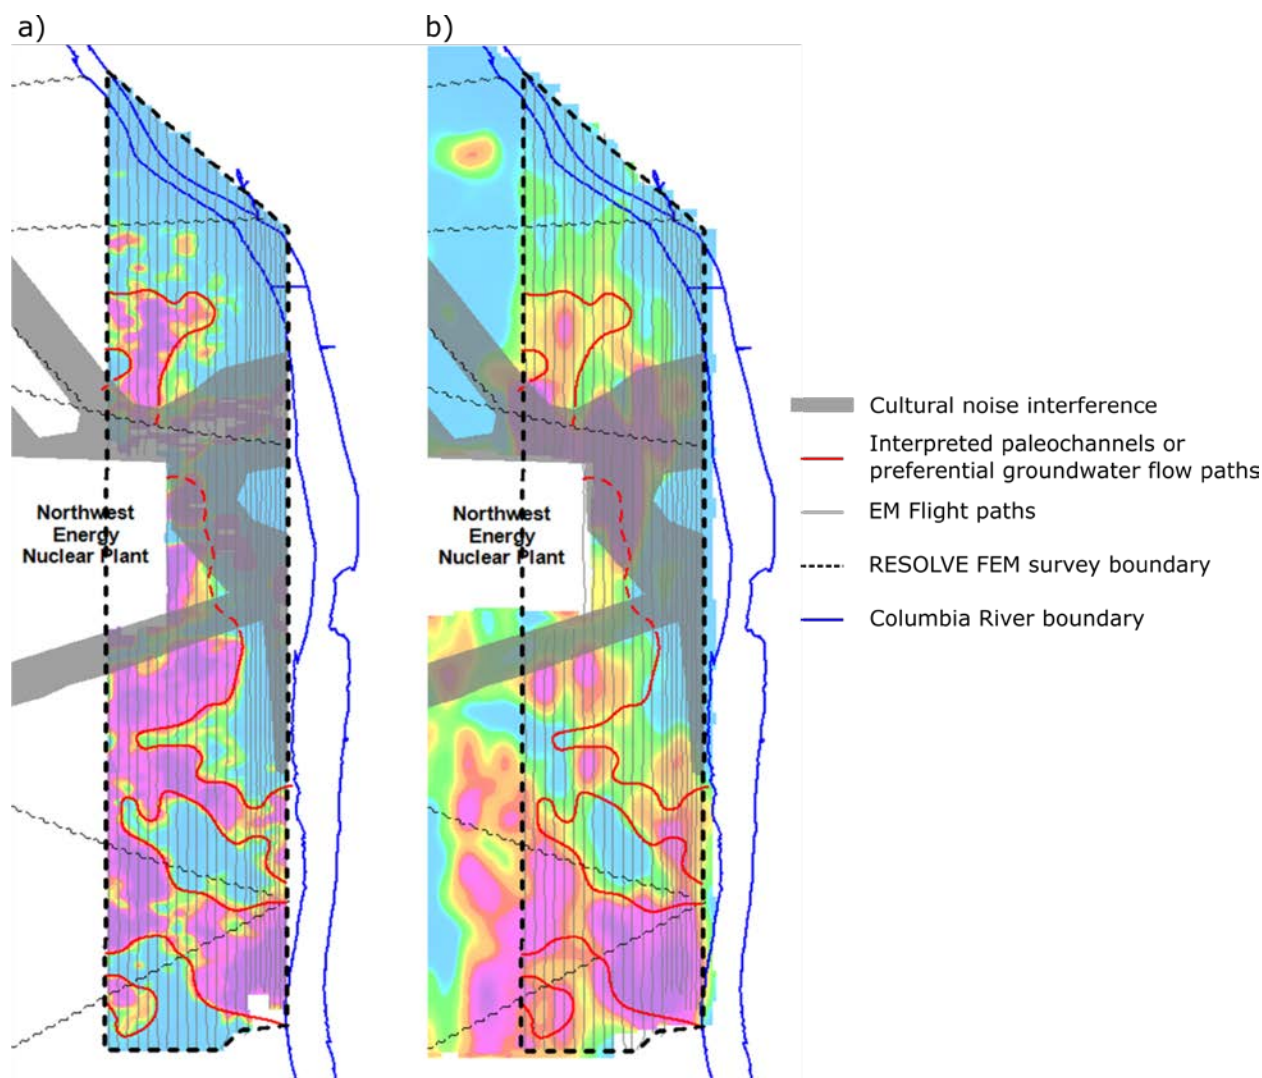 a)
b)
Northwest
Energy
Nuclear Plant
Northwest
Energy
Nuclear Plant
Cultural noise interference
Interpreted paleochannels or
preferential groundwater flow paths
EM Flight paths
RESOLVE FEM survey boundary
Columbia River boundary